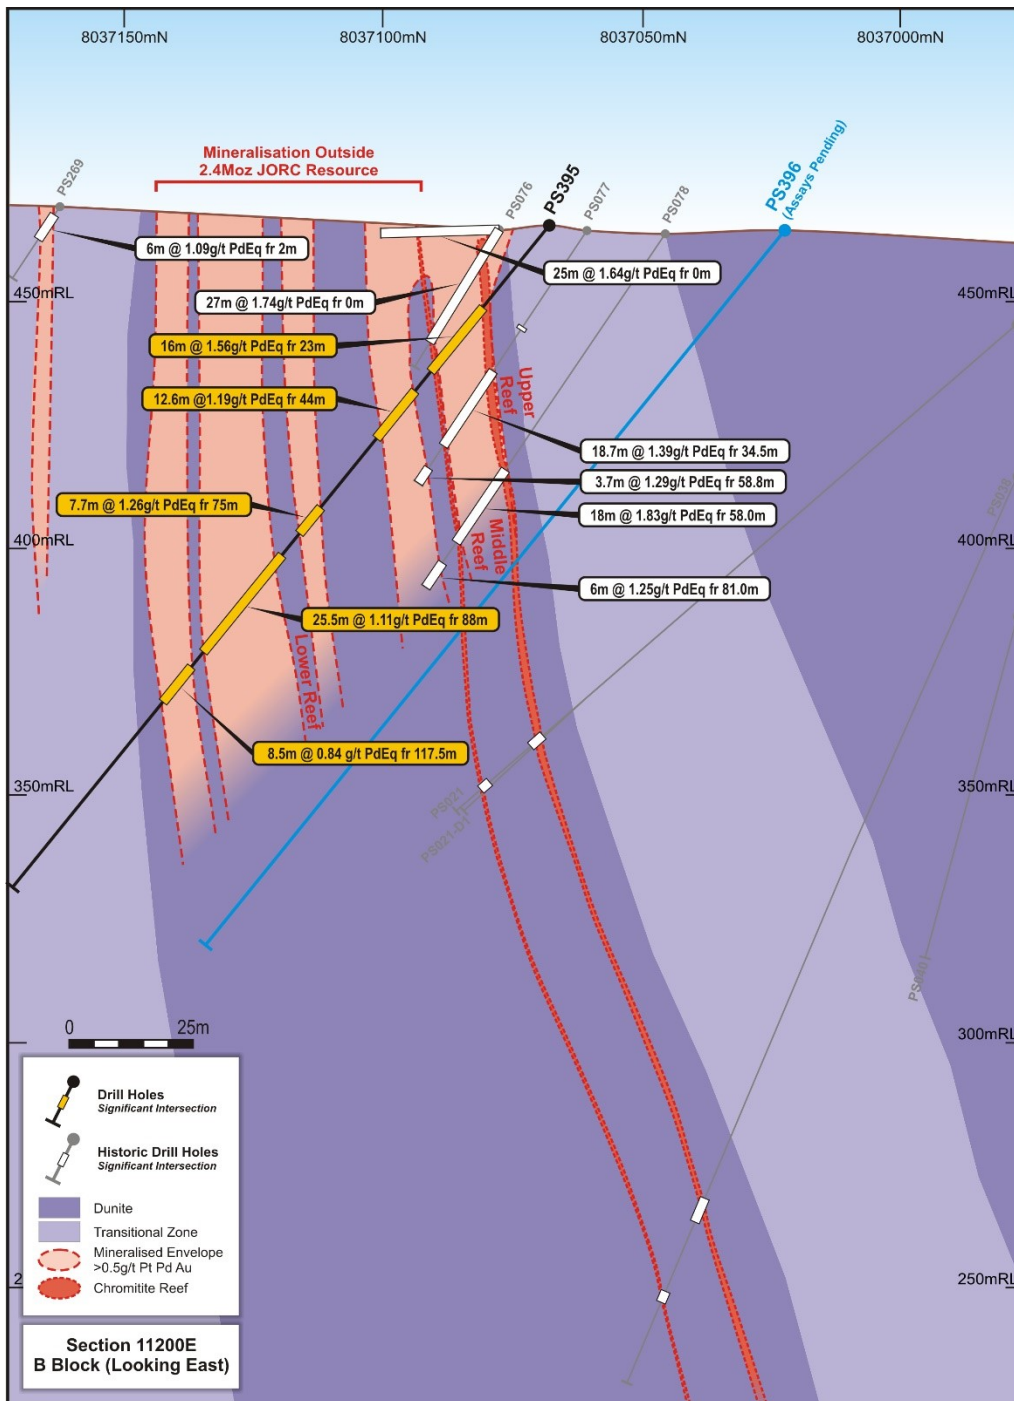 8037150mN
8037100mN
8037050mN
8037000mN
PS269
Mineralisation Outside
2.4Moz JORC Resource
PS076
PS395
PS077
PS078
PS396
(Assays Pending)
6m @ 1.09g/t PdEq fr 2m
25m @ 1.64g/t PdEq fr 0m
27m @ 1.74g/t PdEq fr 0m
450mRL
450mRL
16m @ 1.56g/t PdEq fr 23m
12.6m @1.19g/t PdEq fr 44m
Upper
Reef
18.7m @ 1.39g/t PdEq fr 34.5m
3.7m @ 1.29g/t PdEq fr 58.8m
7.7m @ 1.26g/t PdEq fr 75m
18m @ 1.83g/t PdEq fr 58.0m
PS038
400mRL
400mRL
Middle
Reef
6m @ 1.25g/t PdEq fr 81.0m
25.5m @ 1.11g/t PdEq fr 88m
Lower Reef
8.5m @ 0.84 g/t PdEq fr 117.5m
350mRL
350mRL
PS021
PS021-D1
0
25m
300mRL
250mRL
2
Drill Holes
Significant Intersection
Historic Drill Holes
Significant Intersection
Dunite
Transitional Zone
Mineralised Envelope
>0.5g/t Pt Pd Au
Chromitite Reef
Section 11200E
B Block (Looking East)